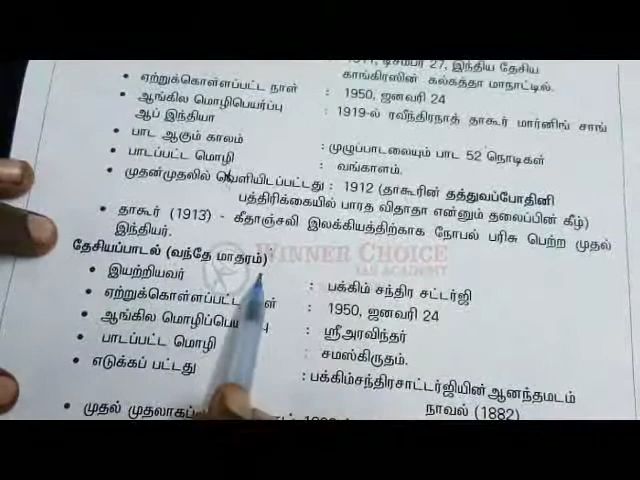 1911, டிசம்பர் 27, இந்திய தேசிய
காங்கிரஸின் கல்கத்தா மாநாட்டில்.
• ஏற்றுக்கொள்ளப்பட்ட நாள் : 1950, ஜனவரி 24
• ஆங்கில மொழிபெயர்ப்பு : 1919-ல் ரவீந்திரநாத் தாகூர் மார்னிங் சாங்
ஆப் இந்தியா
• பாட ஆகும் காலம் : முழுப்பாடலையும் பாட 52 நொடிகள்
• பாடப்பட்ட மொழி : வங்காளம்.
• முதன்முதலில் வெளியிடப்பட்டது : 1912 (தாகூரின் தத்துவப்போதினி
பத்திரிக்கையில் பாரத விதாதா என்னும் தலைப்பின் கீழ்)
• தாகூர் (1913) - கீதாஞ்சலி இலக்கியத்திற்காக நோபல் பரிசு பெற்ற முதல்
இந்தியர்.
WINNER CHOICE
IAS ACADEMY
தேசியப்பாடல் (வந்தே மாதரம்)
• இயற்றியவர் : பக்கிம் சந்திர சட்டர்ஜி
• ஏற்றுக்கொள்ளப்பட்ட நாள் : 1950, ஜனவரி 24
• ஆங்கில மொழிப்பெயர்ப்பு : ஸ்ரீஅரவிந்தர்
• பாடப்பட்ட மொழி : சமஸ்கிருதம்.
• எடுக்கப் பட்டது : பக்கிம்சந்திரசாட்டர்ஜியின் ஆனந்தமடம்
நாவல் (1882)
• முதல் முதலாகப்